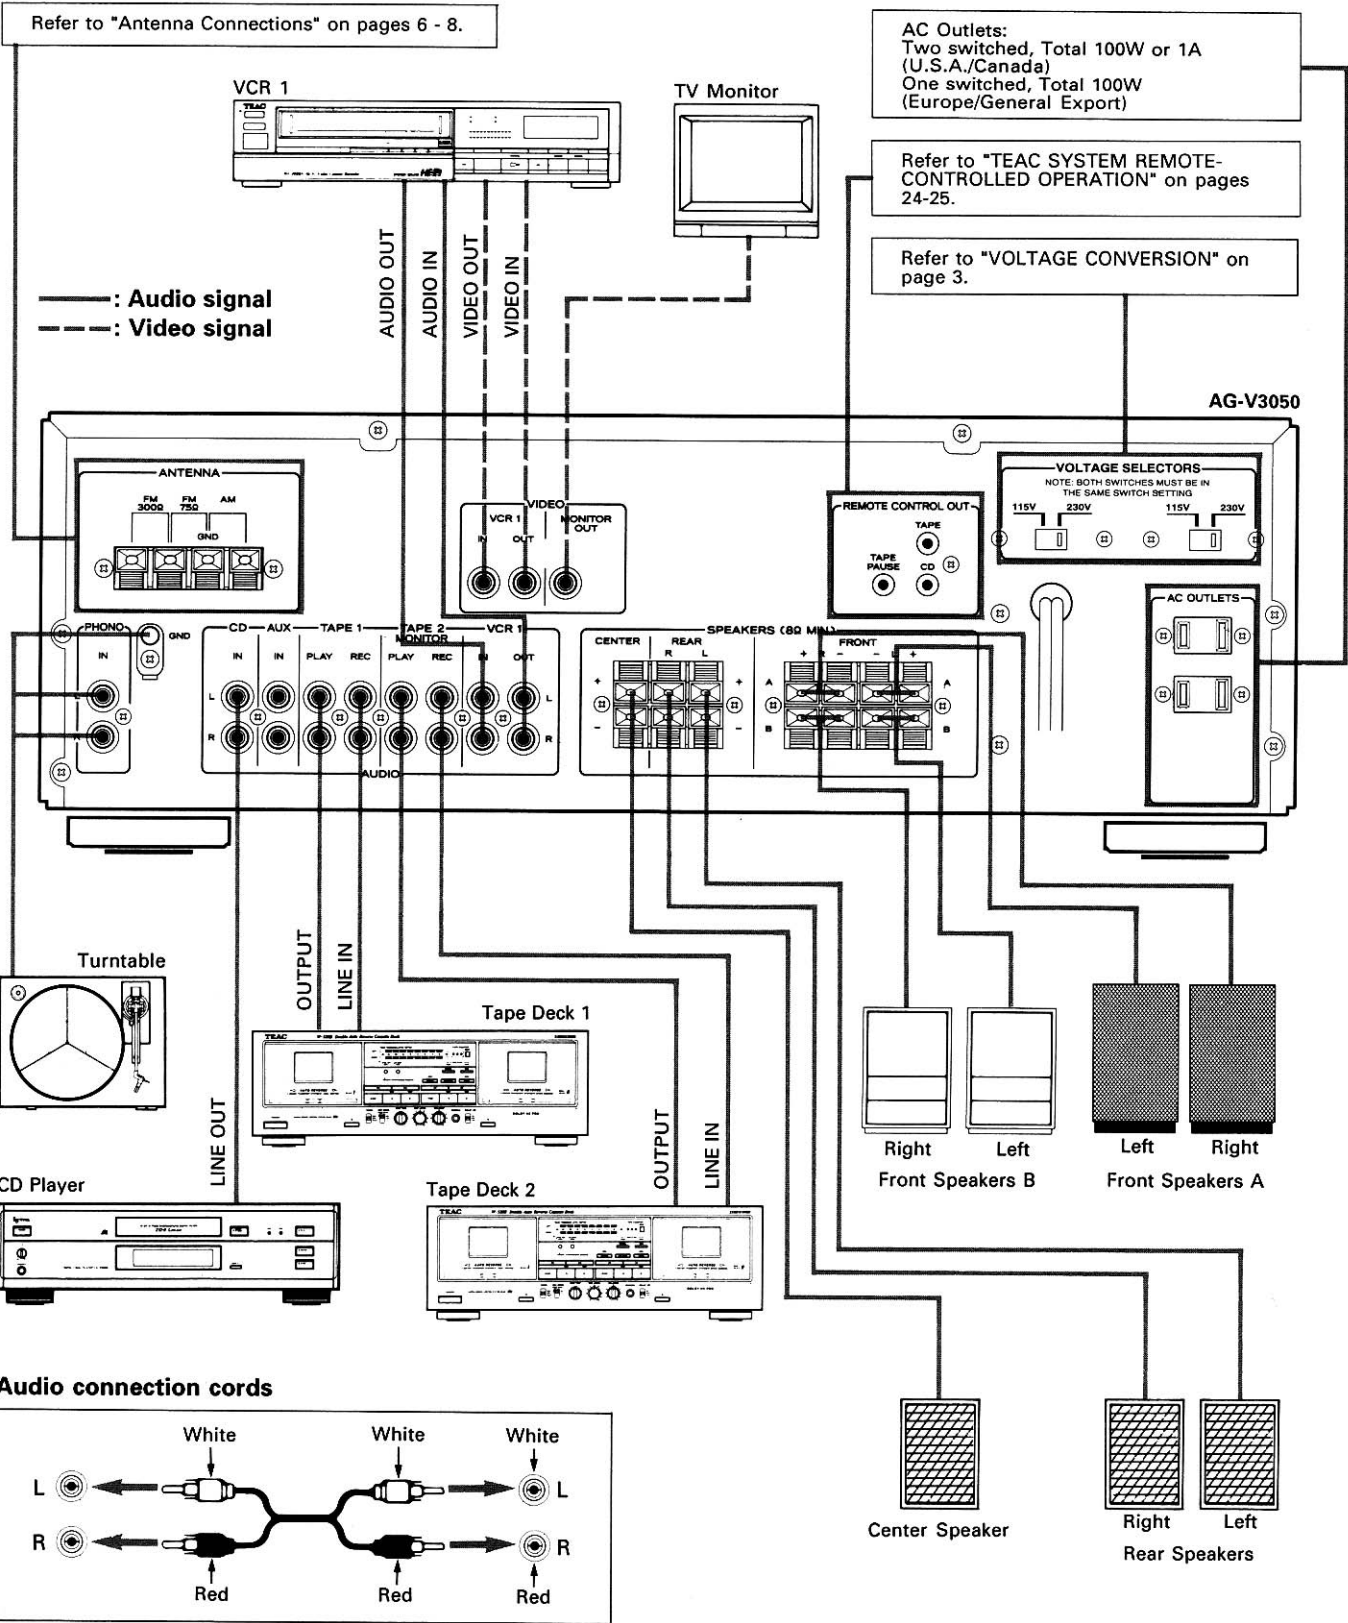 Refer to "Antenna Connections" on pages 6 - 8.
AC Outlets:
Two switched, Total 100W or 1A
(U.S.A./Canada)
One switched, Total 100W
(Europe/General Export)
VCR 1
TEAC
TV Monitor
Refer to "TEAC SYSTEM REMOTE-
CONTROLLED OPERATION" on pages
24-25.
Refer to "VOLTAGE CONVERSION" on
page 3.
AUDIO OUT
AUDIO IN
VIDEO OUT
VIDEO IN
: Audio signal
: Video signal
AG-V3050
ANTENNA
FM
300Ω
FM
75Ω
AM
GND
VIDEO
VCR 1
MONITOR
OUT
IN
OUT
REMOTE CONTROL OUT
TAPE
TAPE
PAUSE
CD
VOLTAGE SELECTORS
NOTE: BOTH SWITCHES MUST BE IN
THE SAME SWITCH SETTING
115V
230V
115V
230V
AC OUTLETS
PHONO
GND
IN
L
R
CD
AUX
TAPE 1
TAPE 2
MONITOR
VCR 1
IN
IN
PLAY
REC
PLAY
REC
IN
OUT
L
L
R
R
AUDIO
SPEAKERS (8Ω MIN)
CENTER
REAR
R
L
FRONT
+ R −
− L +
+
+
−
−
A
A
B
B
Turntable
OUTPUT
LINE IN
Tape Deck 1
TEAC
LINE OUT
CD Player
OUTPUT
LINE IN
Tape Deck 2
TEAC
Right
Left
Front Speakers B
Left
Right
Front Speakers A
Center Speaker
Right
Left
Rear Speakers
Audio connection cords
White
White
White
L
L
R
R
Red
Red
Red